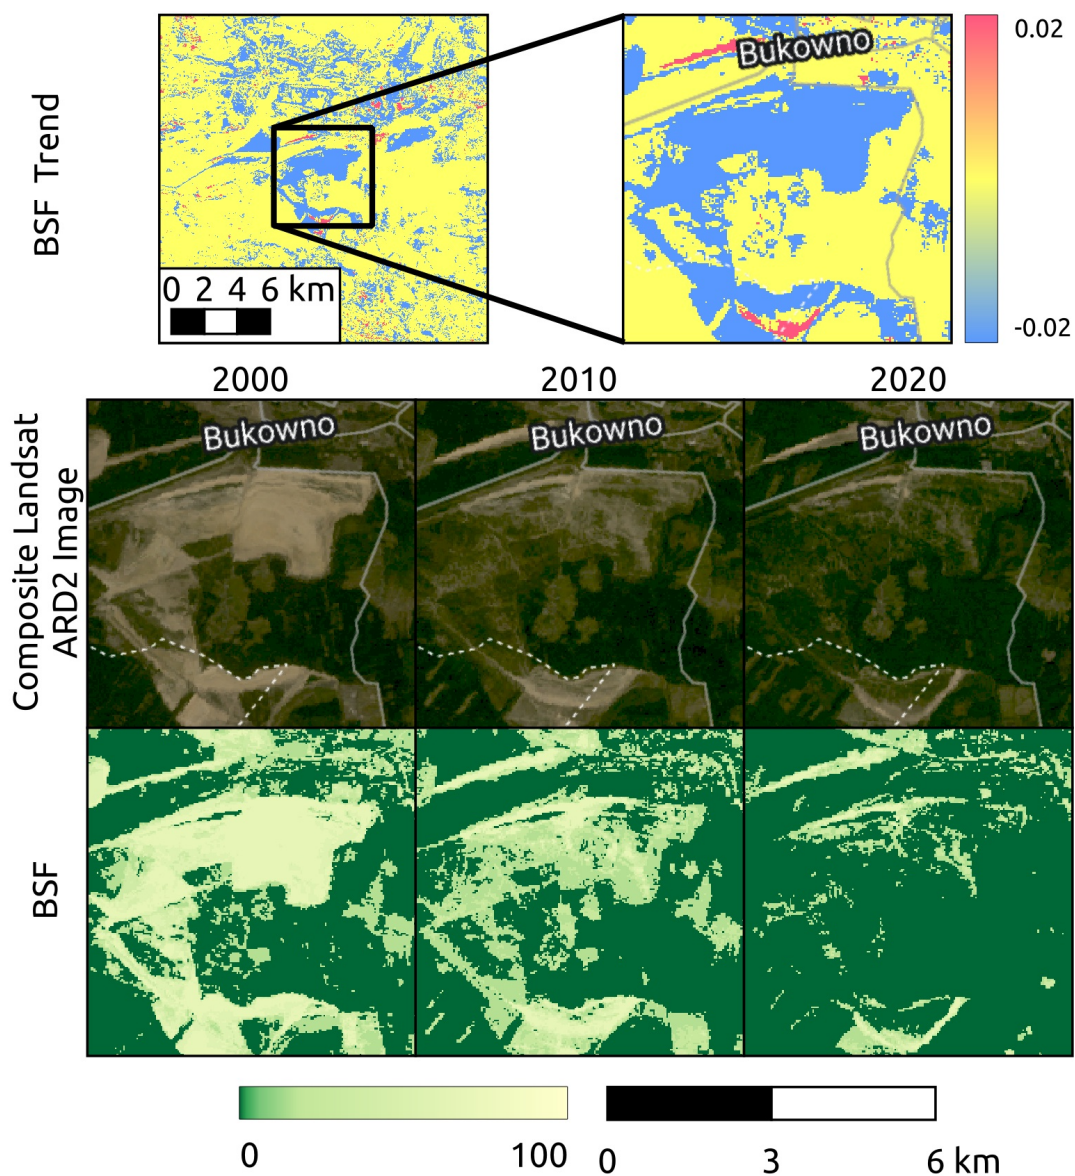 BSF Trend
Bukowno
0.02
-0.02
0 2 4 6 km
2000
2010
2020
Composite Landsat
ARD2 Image
Bukowno
Bukowno
Bukowno
BSF
0
100
0
3
6 km